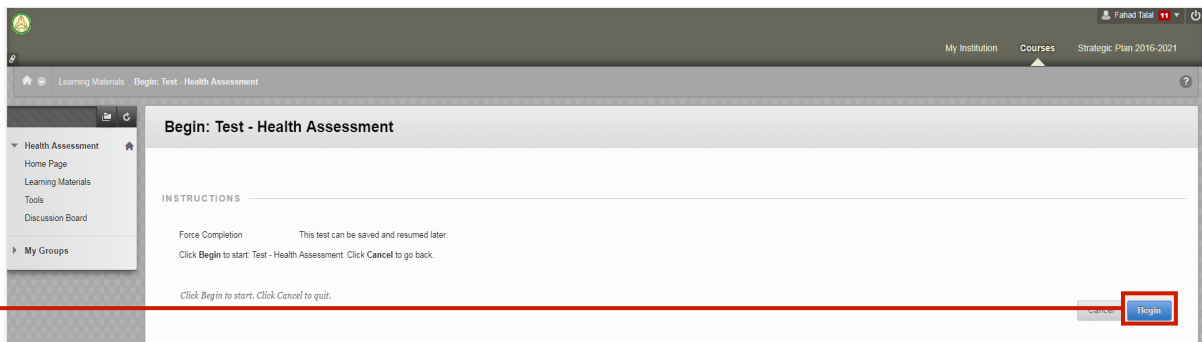 Fahad Talal 11
My Institution Courses Strategic Plan 2016-2021
Learning Materials Begin: Test - Health Assessment
?
Begin: Test - Health Assessment
Health Assessment
Home Page
Learning Materials
Tools
Discussion Board
My Groups
INSTRUCTIONS
Force Completion This test can be saved and resumed later.
Click Begin to start: Test - Health Assessment. Click Cancel to go back.
Click Begin to start. Click Cancel to quit.
Cancel Begin